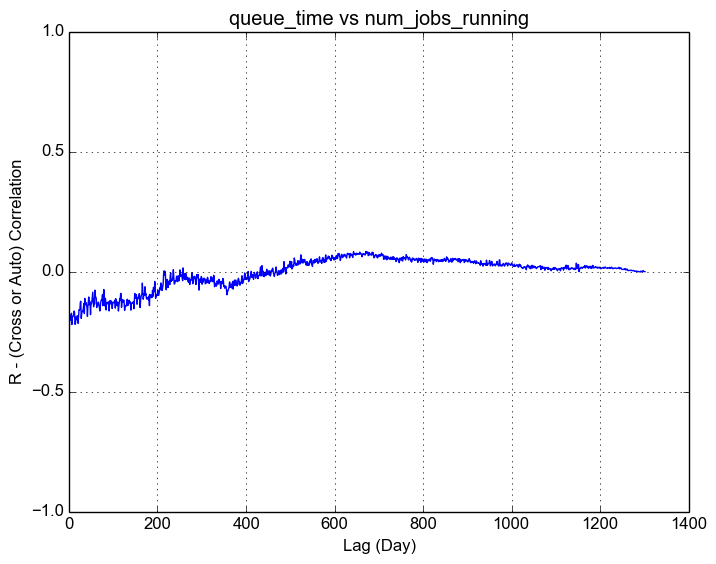 queue_time vs num_jobs_running
1.0
0.5
0.0
−0.5
−1.0
R - (Cross or Auto) Correlation
0 200 400 600 800 1000 1200 1400
Lag (Day)